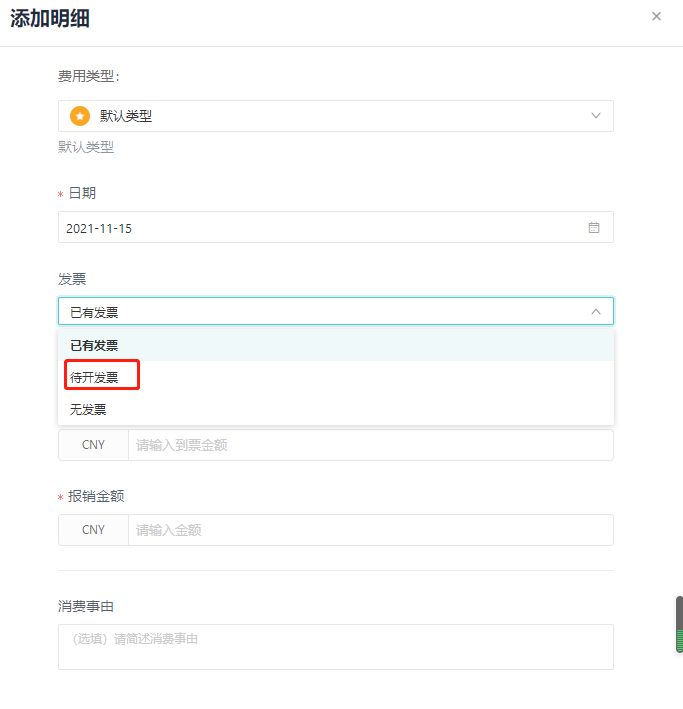 添加明细
费用类型:
默认类型
默认类型
* 日期
2021-11-15
发票
已有发票
已有发票
待开发票
无发票
CNY 请输入到票金额
* 报销金额
CNY 请输入金额
消费事由
（选填）请简述消费事由